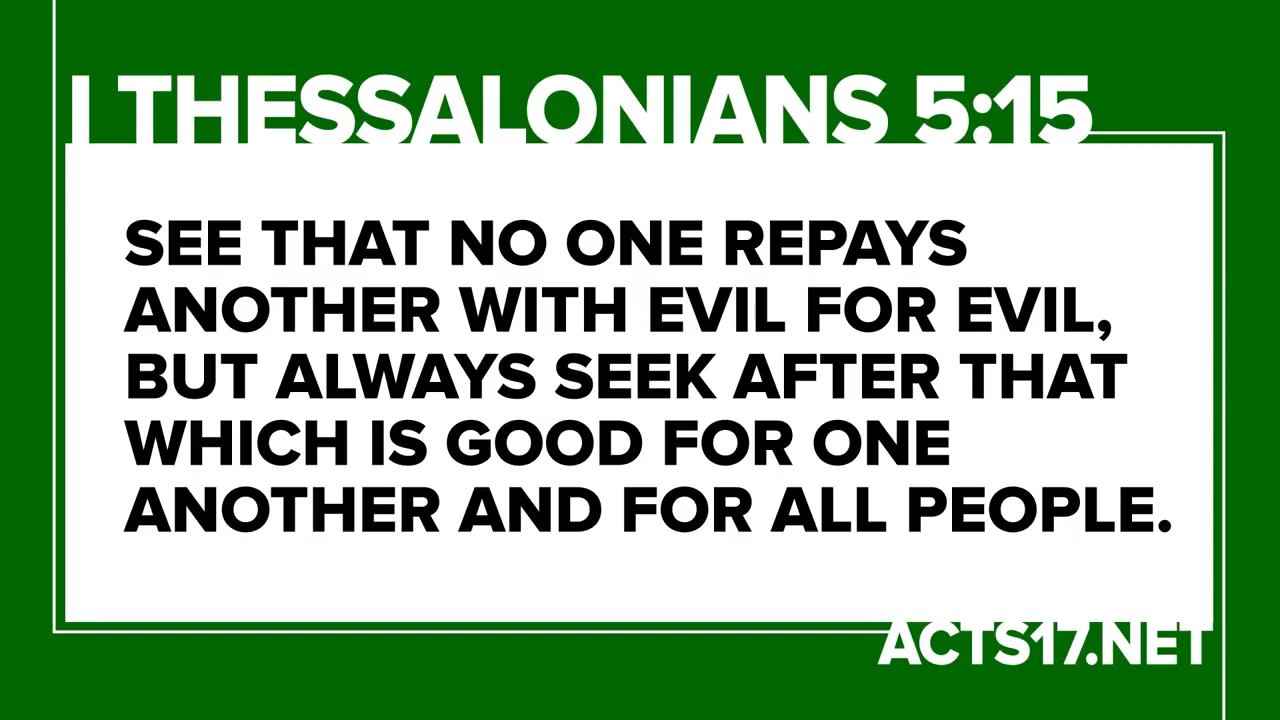 I THESSALONIANS 5:15
SEE THAT NO ONE REPAYS
ANOTHER WITH EVIL FOR EVIL,
BUT ALWAYS SEEK AFTER THAT
WHICH IS GOOD FOR ONE
ANOTHER AND FOR ALL PEOPLE.
ACTS17.NET